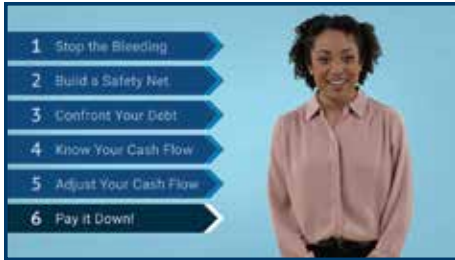 1 Stop the Bleeding
2 Build a Safety Net
3 Confront Your Debt
4 Know Your Cash Flow
5 Adjust Your Cash Flow
6 Pay it Down!